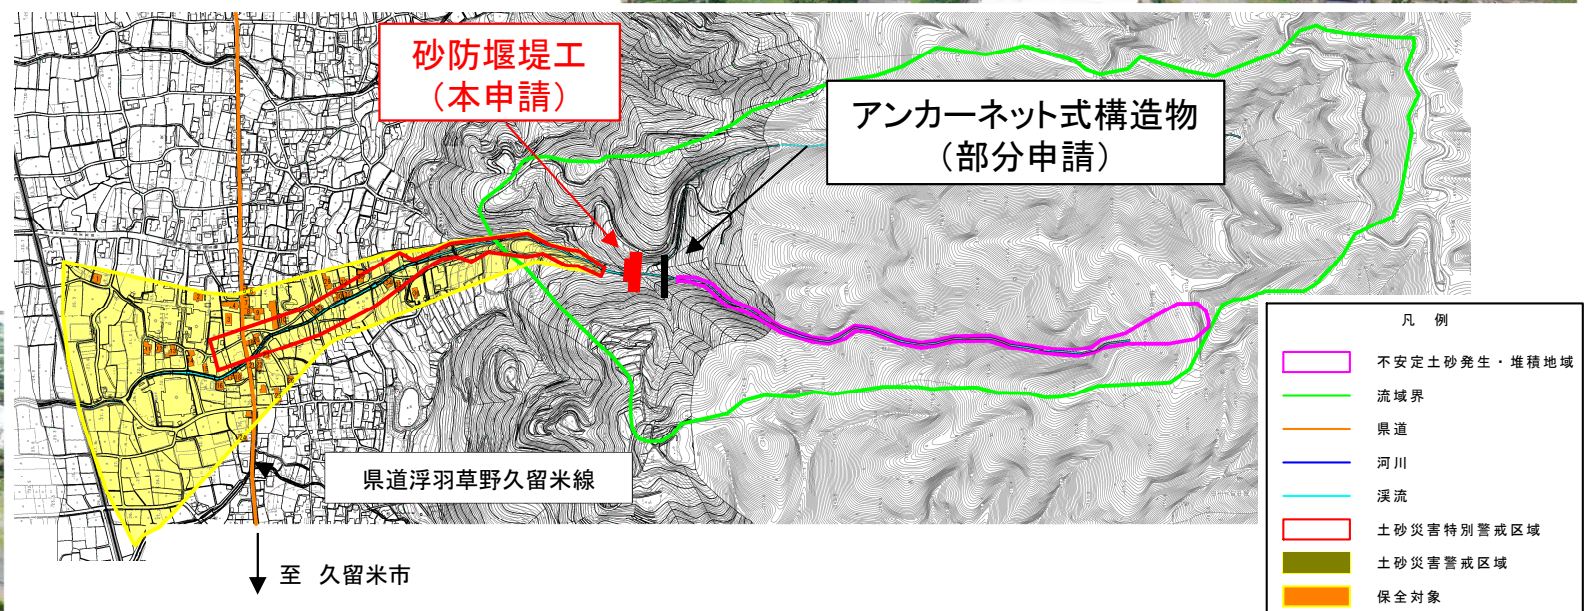 砂防堰堤工
（本申請）
アンカーネット式構造物
（部分申請）
県道浮羽草野久留米線
至 久留米市
凡 例
不安定土砂発生・堆積地域
流域界
県道
河川
渓流
土砂災害特別警戒区域
土砂災害警戒区域
保全対象